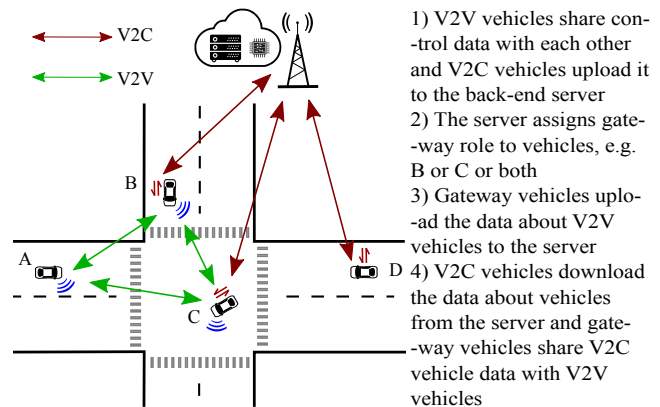 V2C
V2V
B
A
C
D
1) V2V vehicles share con-
-trol data with each other
and V2C vehicles upload it
to the back-end server
2) The server assigns gate-
-way role to vehicles, e.g.
B or C or both
3) Gateway vehicles uplo-
-ad the data about V2V
vehicles to the server
4) V2C vehicles download
the data about vehicles
from the server and gate-
-way vehicles share V2C
vehicle data with V2V
vehicles